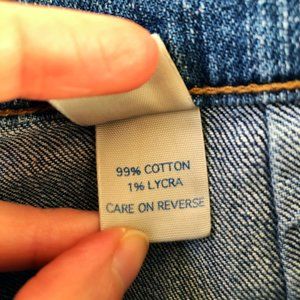 99% COTTON
1% LYCRA
CARE ON REVERSE